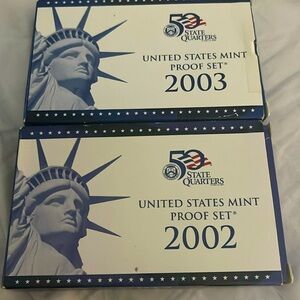 50
STATE
QUARTERS
UNITED STATES MINT
PROOF SET®
2003
50
STATE
QUARTERS
UNITED STATES MINT
PROOF SET®
2002